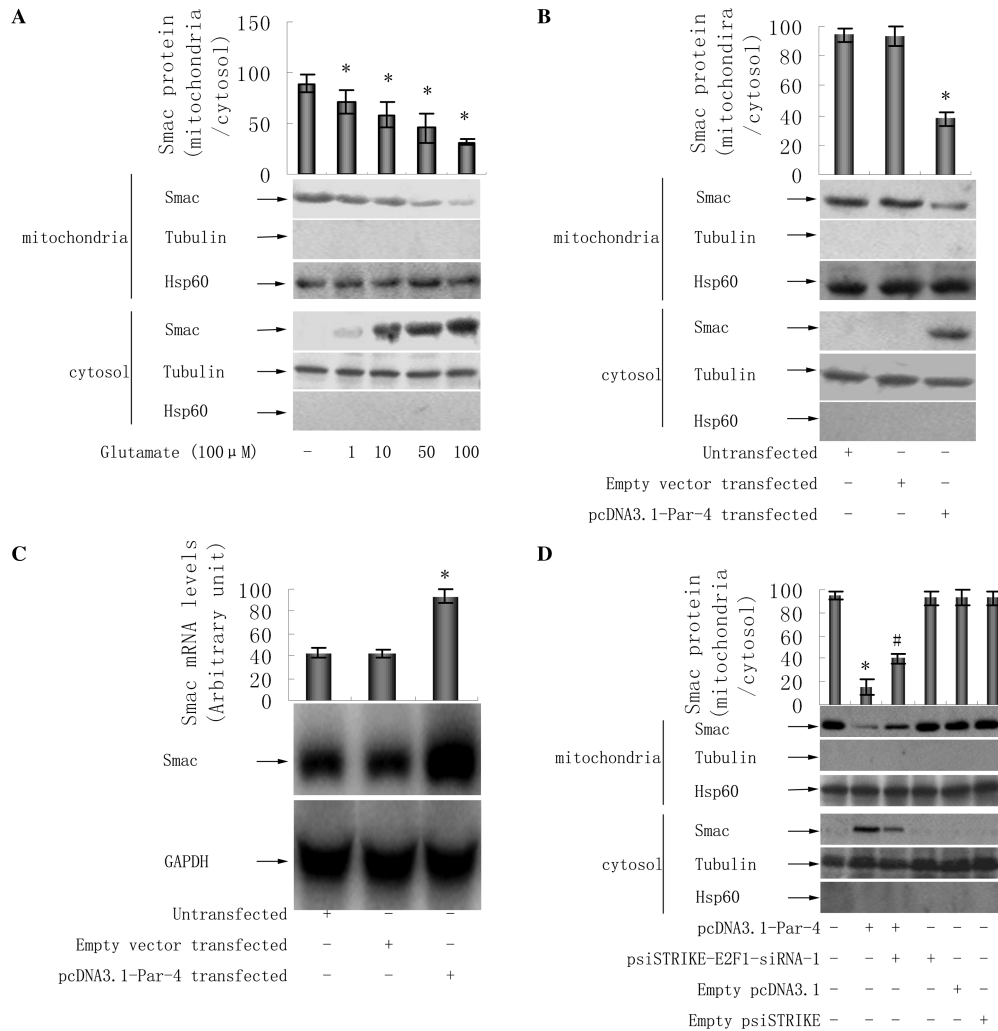 A
Smac protein
(mitochondria
/cytosol)
150
100
50
0
* * * *
mitochondria
Smac
Tubulin
Hsp60
cytosol
Smac
Tubulin
Hsp60
Glutamate (100μM) – 1 10 50 100
B
Smac protein
(mitochondira
/cytosol)
100
80
60
40
20
0
*
mitochondria
Smac
Tubulin
Hsp60
cytosol
Smac
Tubulin
Hsp60
Untransfected + – –
Empty vector transfected – + –
pcDNA3.1-Par-4 transfected – – +
C
Smac mRNA levels
(Arbitrary unit)
100
80
60
40
20
0
*
Smac
GAPDH
Untransfected + – –
Empty vector transfected – + –
pcDNA3.1-Par-4 transfected – – +
D
Smac protein
(mitochondria
/cytosol)
100
80
60
40
20
0
* #
mitochondria
Smac
Tubulin
Hsp60
cytosol
Smac
Tubulin
Hsp60
pcDNA3.1-Par-4 – + + – – –
psiSTRIKE-E2F1-siRNA-1 – – + + – –
Empty pcDNA3.1 – – – – + –
Empty psiSTRIKE – – – – – +